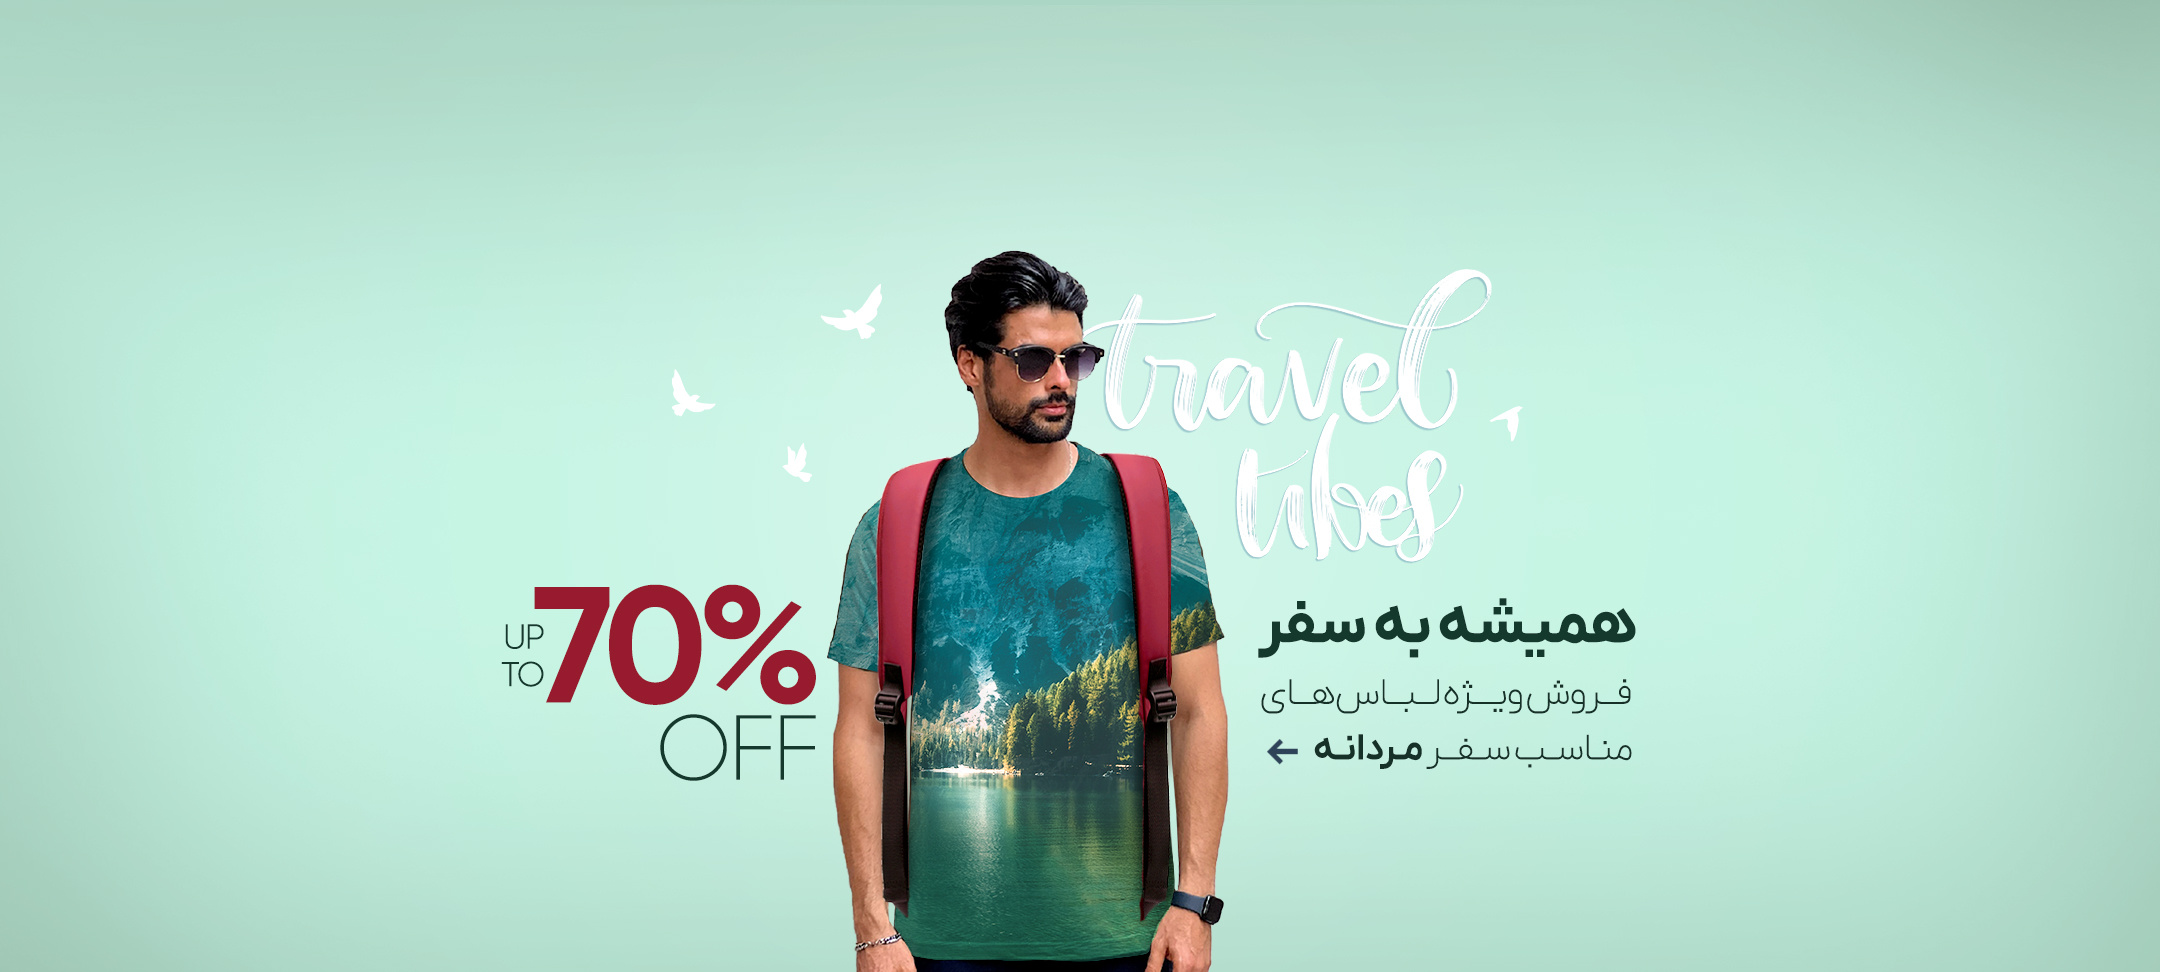 travel
vibes
UP
TO
70%
OFF
همیشه به سفر
فروش ویژه لباس‌های
مناسب سفر مردانه ←